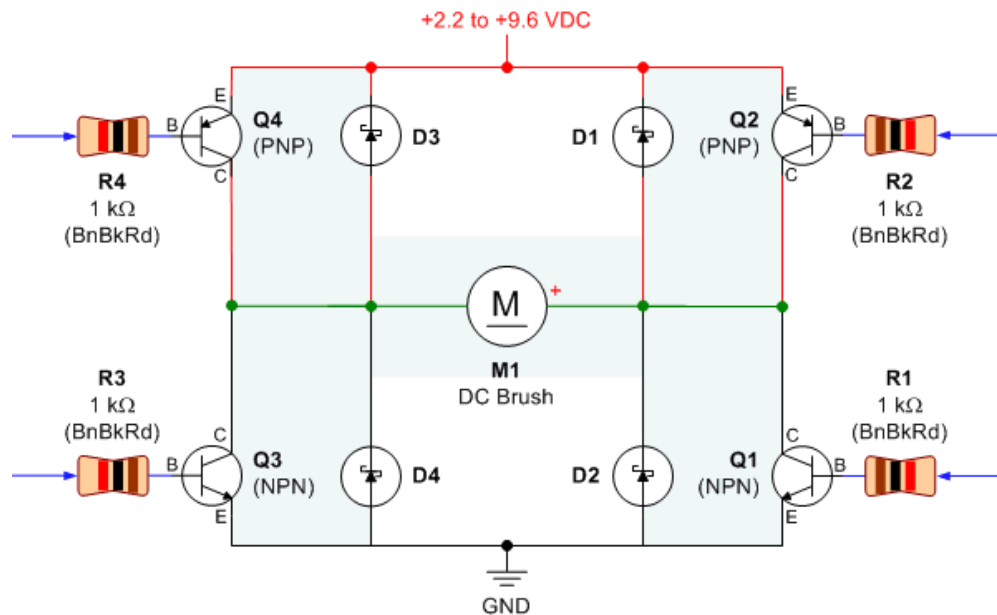 +2.2 to +9.6 VDC
E
B
C
Q4
(PNP)
D3
D1
Q2
(PNP)
E
B
C
R4
1 kΩ
(BnBkRd)
R2
1 kΩ
(BnBkRd)
M
+
M1
DC Brush
R3
1 kΩ
(BnBkRd)
R1
1 kΩ
(BnBkRd)
C
B
E
Q3
(NPN)
D4
D2
Q1
(NPN)
C
B
E
GND